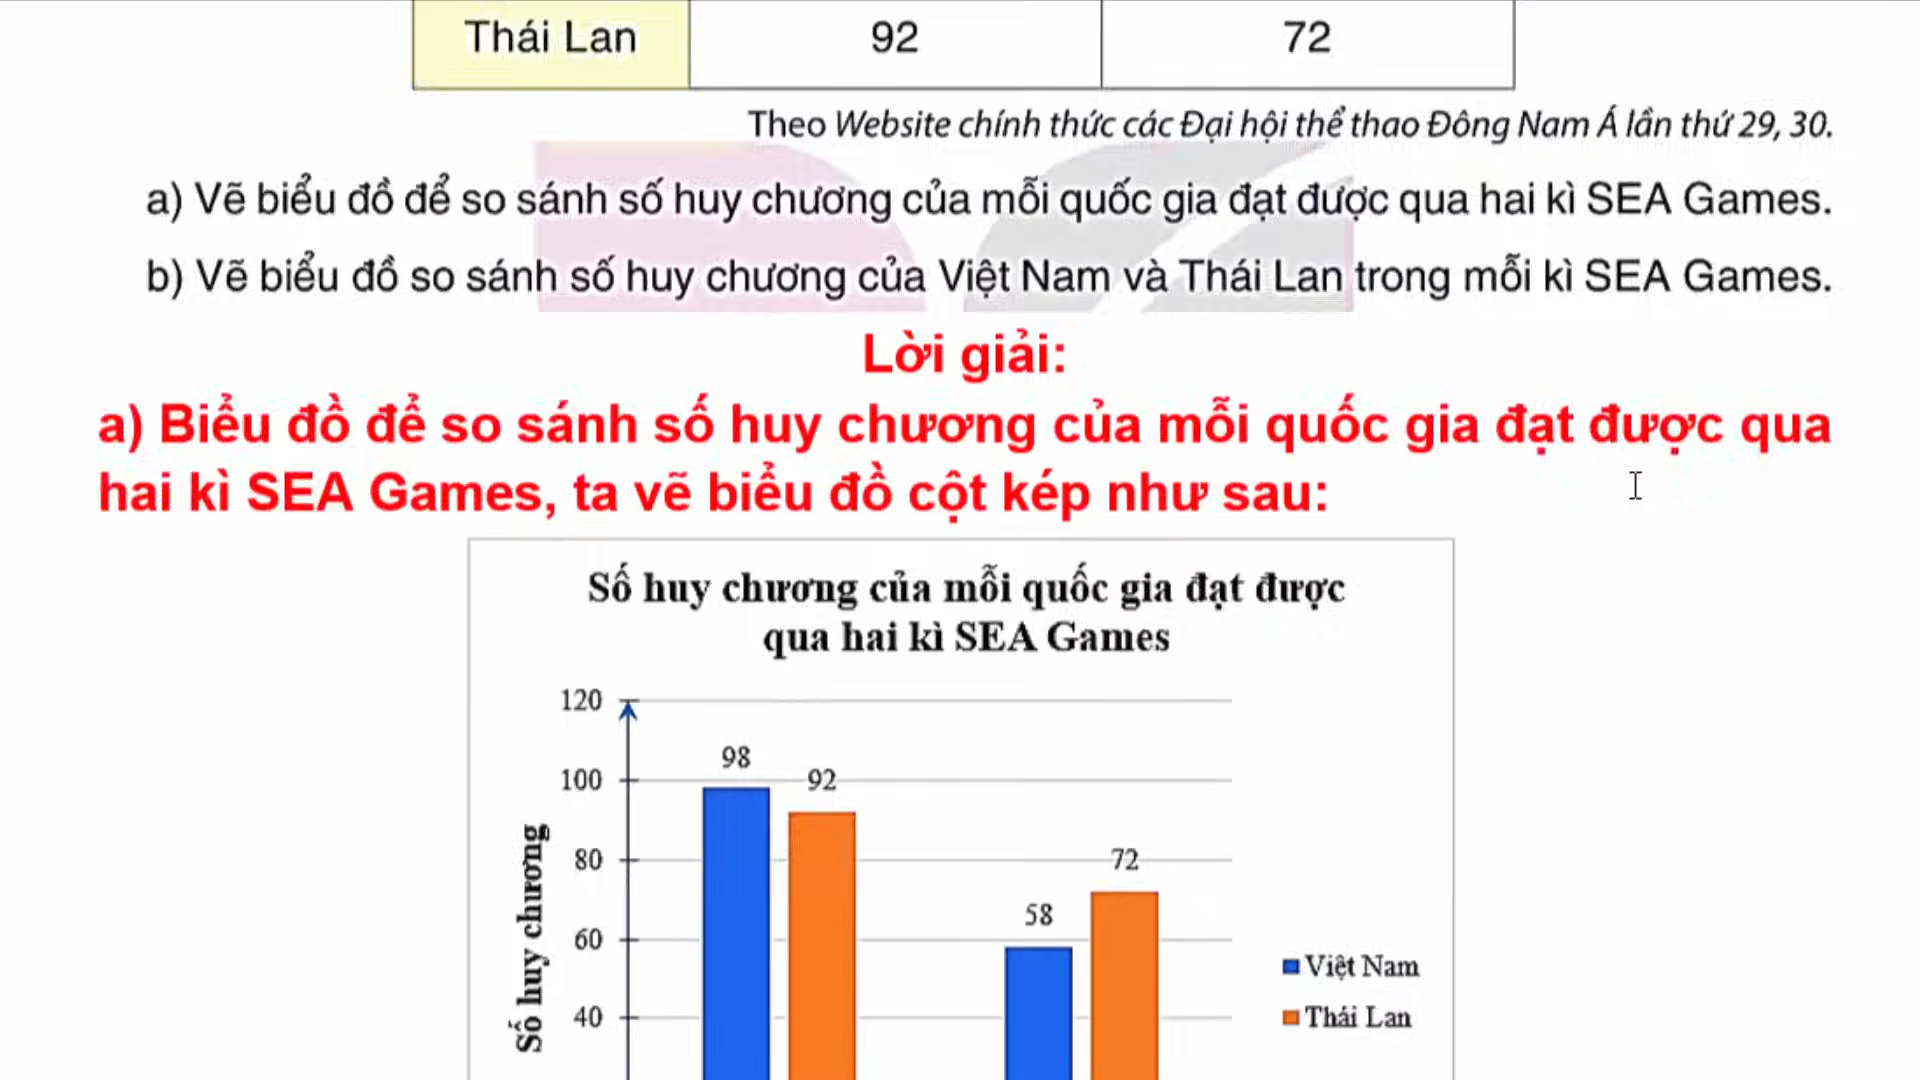 Thái Lan 92 72
Theo Website chính thức các Đại hội thể thao Đông Nam Á lần thứ 29, 30.
a) Vẽ biểu đồ để so sánh số huy chương của mỗi quốc gia đạt được qua hai kì SEA Games.
b) Vẽ biểu đồ so sánh số huy chương của Việt Nam và Thái Lan trong mỗi kì SEA Games.
Lời giải:
a) Biểu đồ để so sánh số huy chương của mỗi quốc gia đạt được qua
hai kì SEA Games, ta vẽ biểu đồ cột kép như sau:
Số huy chương của mỗi quốc gia đạt được
qua hai kì SEA Games
120
98
100
92
80
72
58
60
40
Số huy chương
Việt Nam
Thái Lan